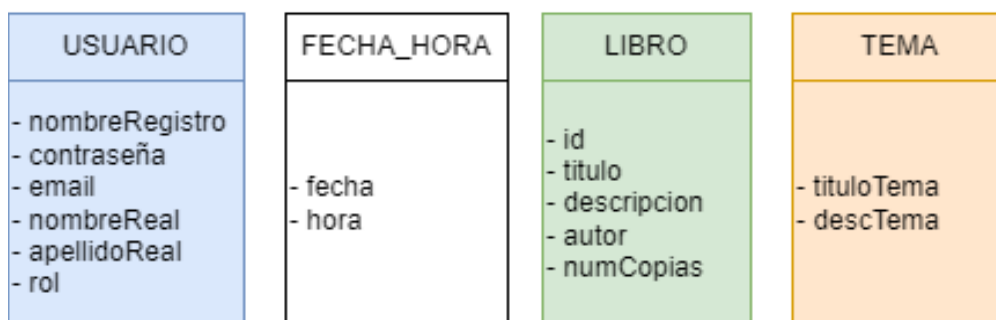 USUARIO
- nombreRegistro
- contraseña
- email
- nombreReal
- apellidoReal
- rol
FECHA_HORA
- fecha
- hora
LIBRO
- id
- titulo
- descripcion
- autor
- numCopias
TEMA
- tituloTema
- descTema